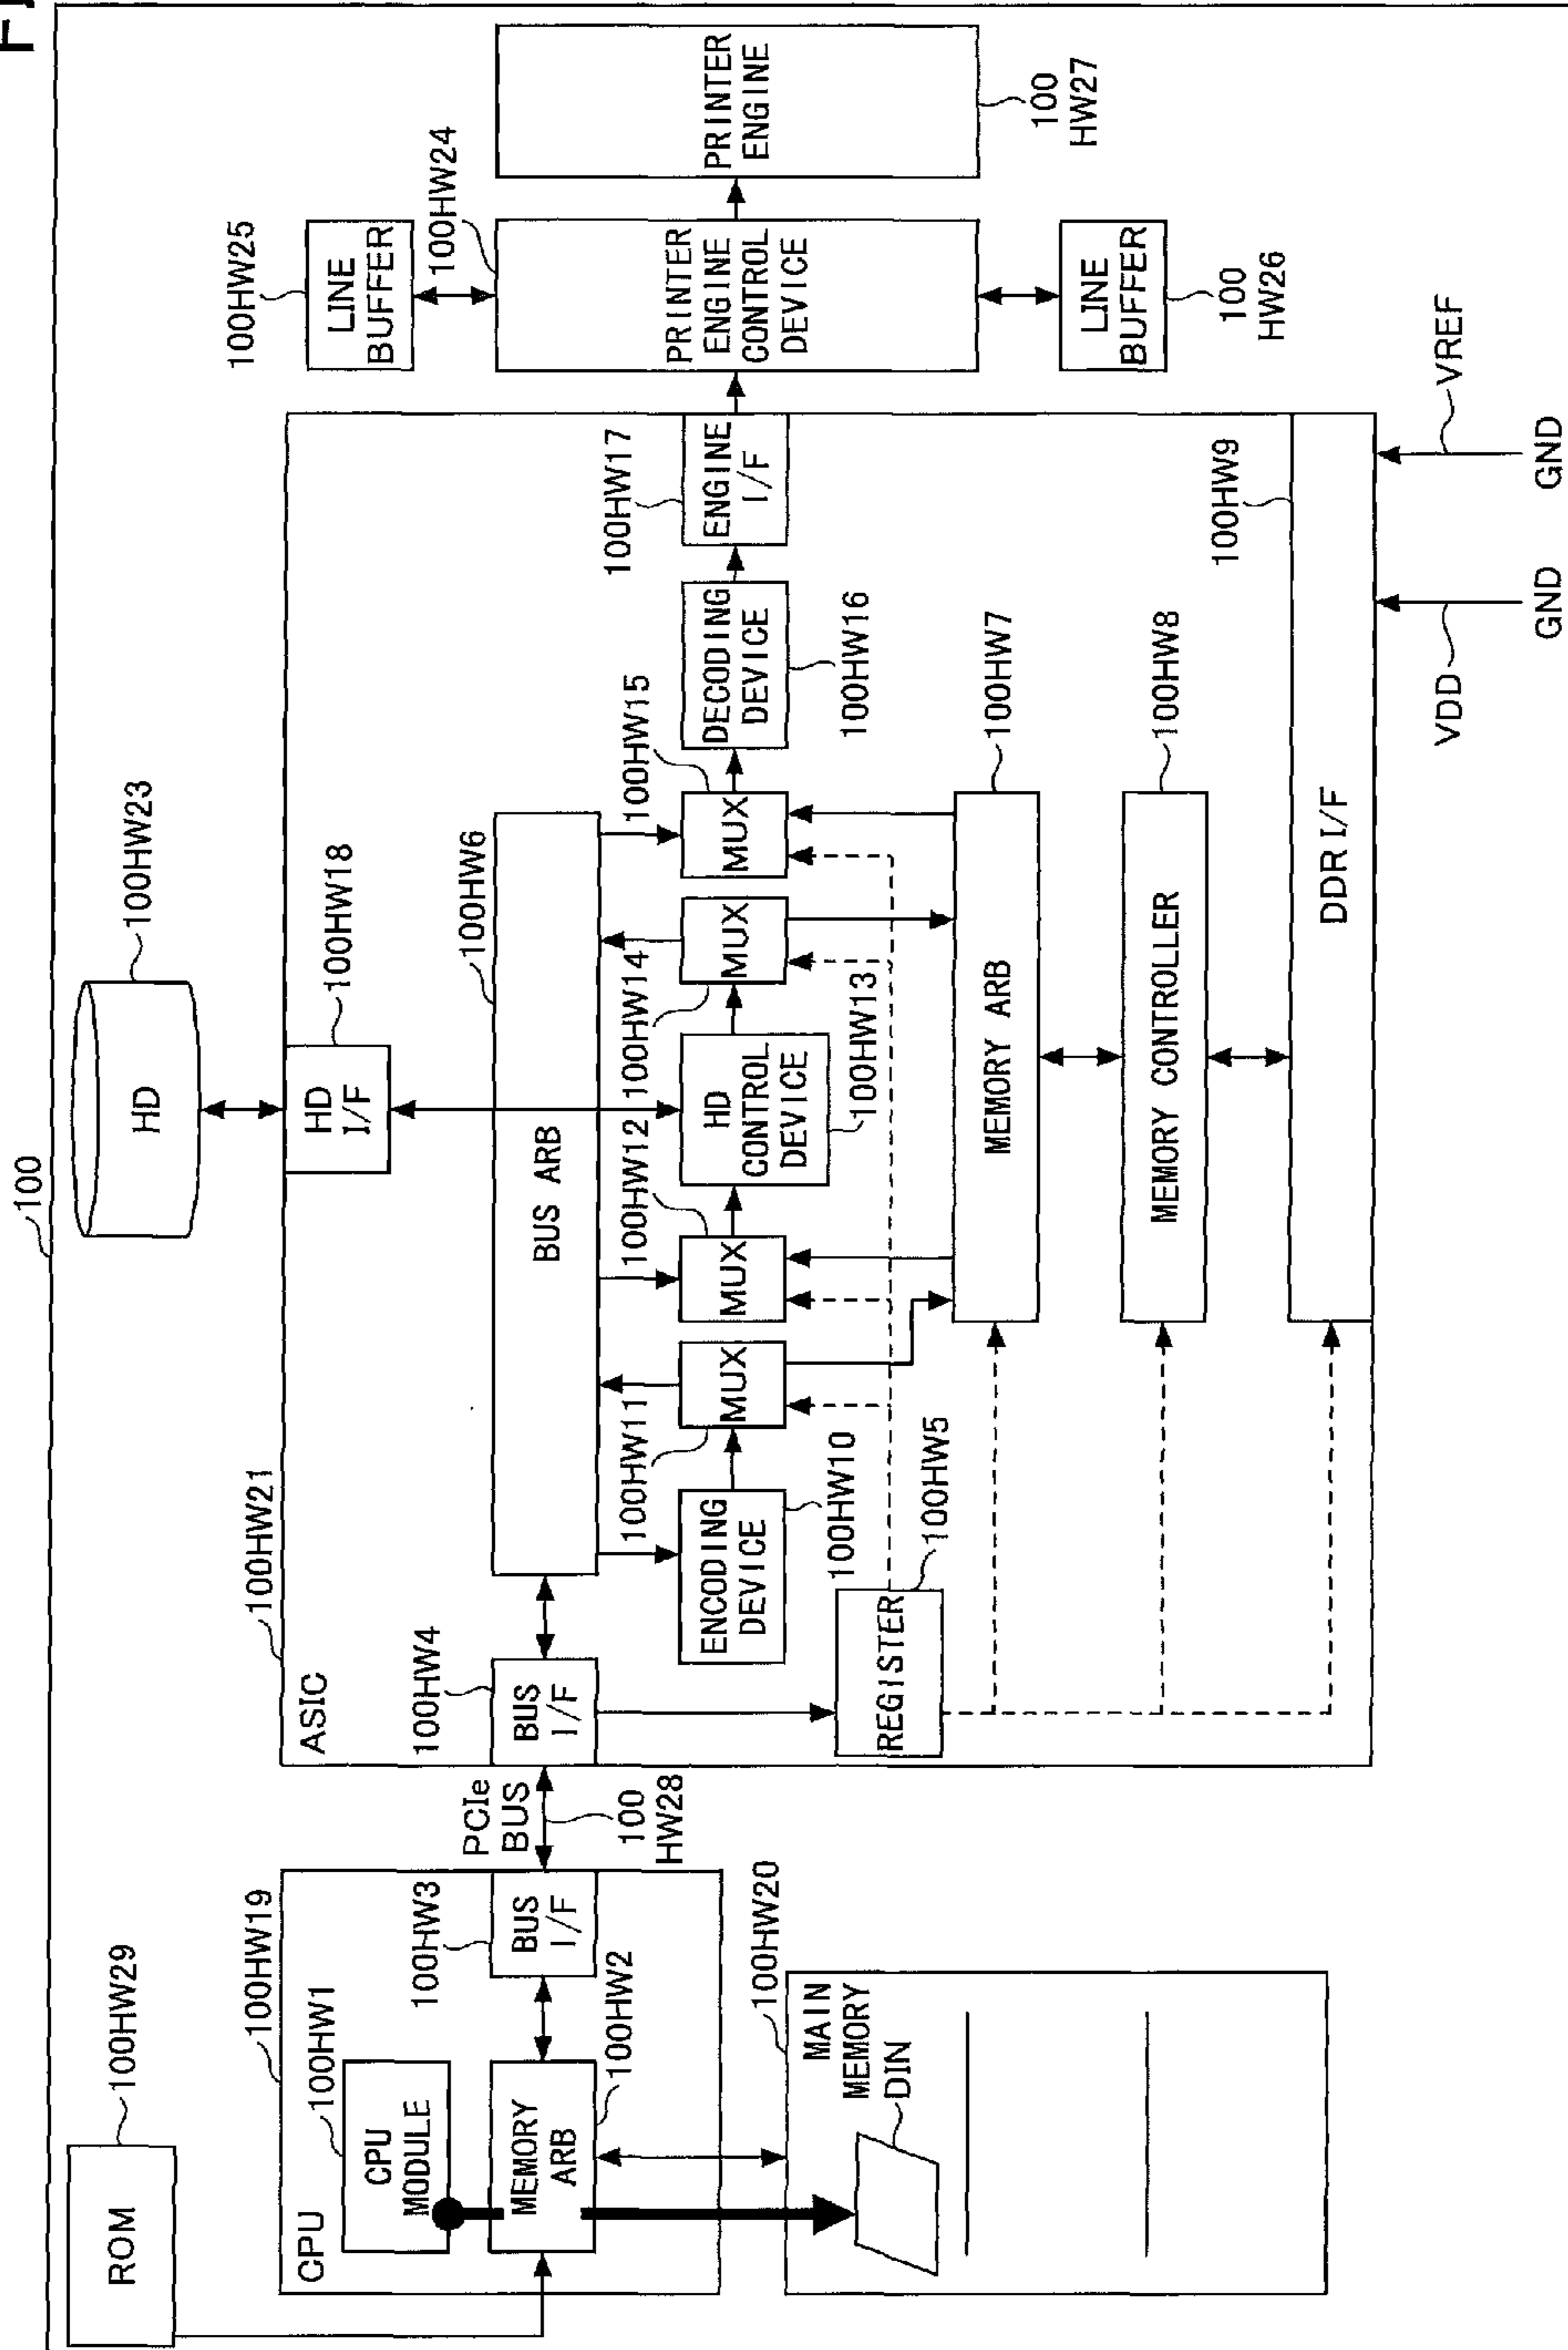 100
ROM
100HW29
HD
100HW23
CPU
100HW19
CPU
MODULE
100HW1
MEMORY
ARB
100HW2
BUS
I/F
100HW3
PCIe
BUS
100
HW28
MAIN
MEMORY
100HW20
DIN
ASIC
100HW21
BUS
I/F
100HW4
HD
I/F
100HW18
BUS ARB
100HW6
ENCODING
DEVICE
100HW10
MUX
100HW11
MUX
100HW12
HD
CONTROL
DEVICE
100HW13
MUX
100HW14
MUX
100HW15
DECODING
DEVICE
100HW16
ENGINE
I/F
100HW17
REGISTER
100HW5
MEMORY ARB
100HW7
MEMORY CONTROLLER
100HW8
DDR I/F
100HW9
VDD
GND
VREF
GND
LINE
BUFFER
100HW25
PRINTER
ENGINE
CONTROL
DEVICE
100HW24
LINE
BUFFER
100
HW26
PRINTER
ENGINE
100
HW27